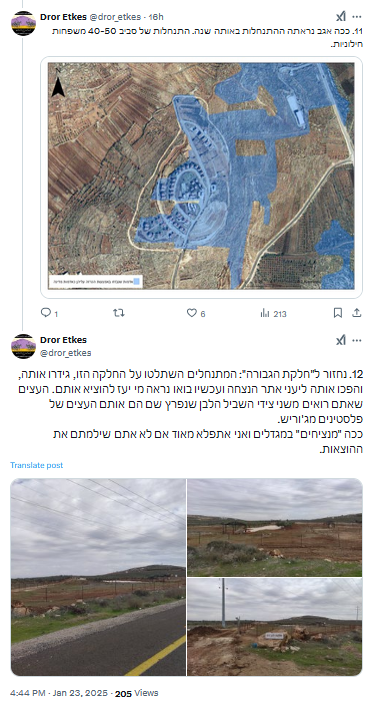 Dror Etkes @dror_etkes · 16h
11. ככה אגב נראתה ההתנחלות באותה שנה. התנחלות של סביב 40-50 משפחות
חילוניות.
1 6 213
Dror Etkes
@dror_etkes
12. נחזור ל"חלקת הגבורה": המתנחלים השתלטו על החלקה הזו, גידרו אותה,
והפכו אותה ליעני אתר הנצחה ועכשיו בואו נראה מי יעז להוציא אותם. העצים
שאתם רואים משני צידי השביל הלבן שנפרץ שם הם אותם העצים של
פלסטינים מג'וריש.
ככה "מנציחים" במגדלים ואני אתפלא מאוד אם לא אתם שילמתם את
ההוצאות.
Translate post
4:44 PM · Jan 23, 2025 · 205 Views